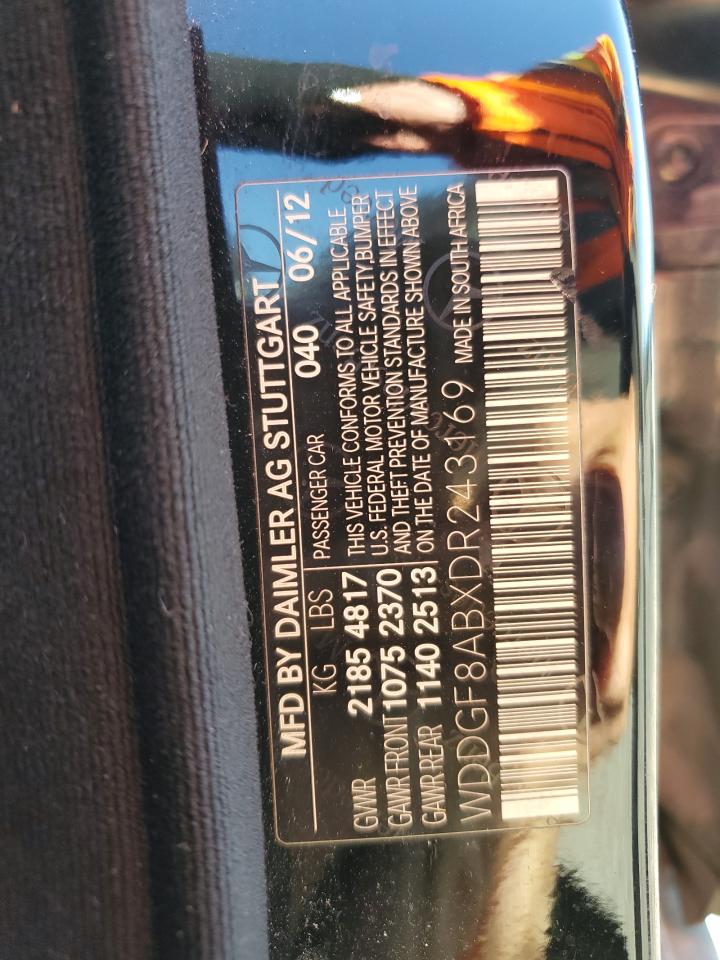 MFD BY DAIMLER AG STUTTGART
KG LBS PASSENGER CAR 040 06/12
GVWR 2185 4817 THIS VEHICLE CONFORMS TO ALL APPLICABLE
GAWR FRONT 1075 2370 U.S. FEDERAL MOTOR VEHICLE SAFETY,BUMPER
GAWR REAR 1140 2513 AND THEFT PREVENTION STANDARDS IN EFFECT
ON THE DATE OF MANUFACTURE SHOWN ABOVE
WDDGF8ABXDR243169 MADE IN SOUTH AFRICA